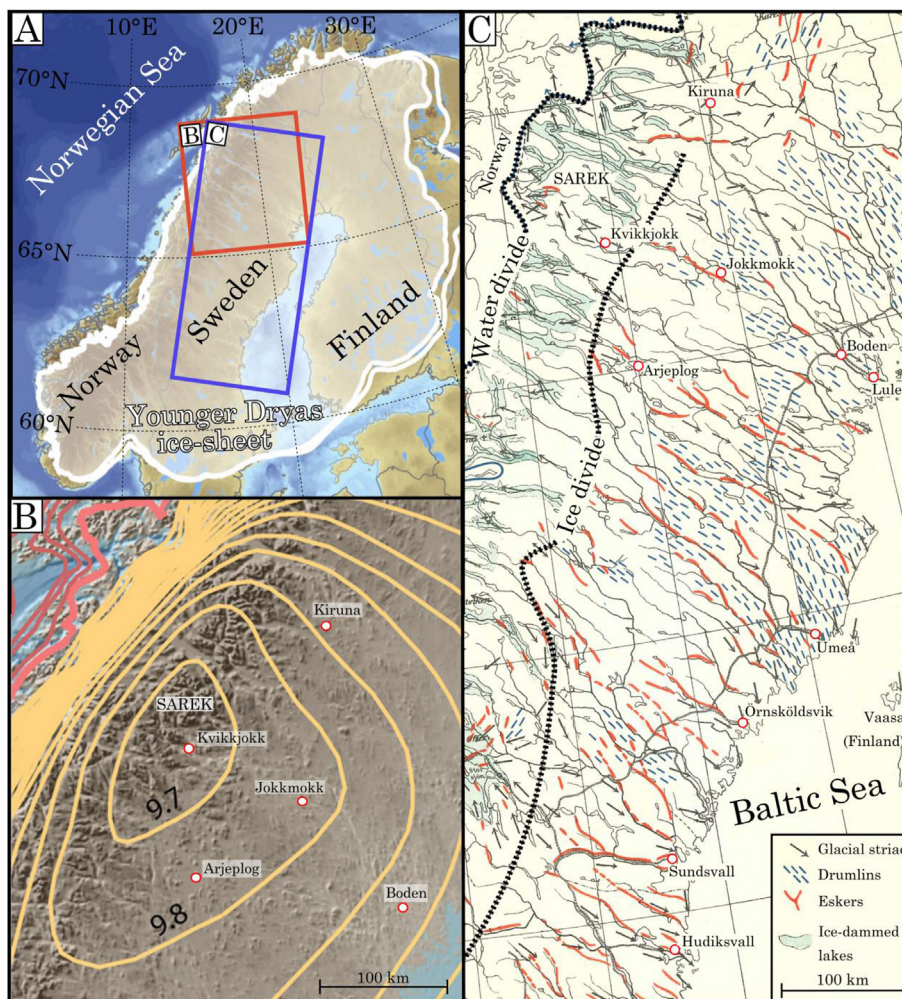 A
10°E
20°E
30°E
70°N
65°N
60°N
Norwegian Sea
B
C
Sweden
Norway
Finland
Younger Dryas
ice-sheet
B
Kiruna
SAREK
Kvikkjokk
9.7
Jokkmokk
Arjeplog
9.8
Boden
100 km
C
Kiruna
Norway
SAREK
Kvikkjokk
Water divide
Jokkmokk
Boden
Arjeplog
Lule
Ice divide
Umeå
Örnsköldsvik
Vaasa
(Finland)
Baltic Sea
Sundsvall
Hudiksvall
Glacial striae
Drumlins
Eskers
Ice-dammed
lakes
100 km